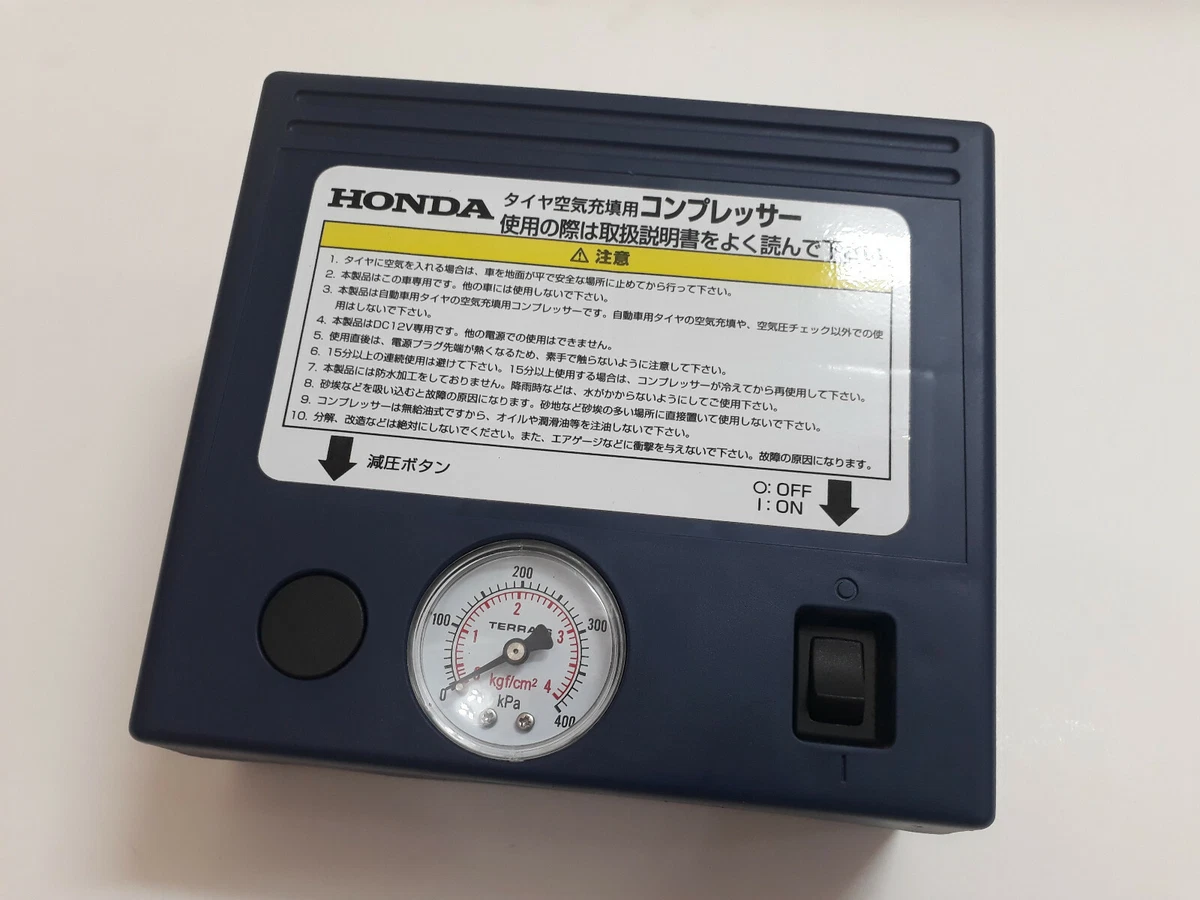 HONDA タイヤ空気充填用コンプレッサー
使用の際は取扱説明書をよく読んで下さい
⚠ 注意
1. タイヤに空気を入れる場合は、車を地面が平で安全な場所に止めてから行って下さい。
2. 本製品はこの車専用です。他の車には使用しないで下さい。
3. 本製品は自動車用タイヤの空気充填用コンプレッサーです。自動車用タイヤの空気充填や、空気圧チェック以外での使
用はしないで下さい。
4. 本製品はDC12V専用です。他の電源での使用はできません。
5. 使用直後は、電源プラグ先端が熱くなるため、素手で触らないように注意して下さい。
6. 15分以上の連続使用は避けて下さい。15分以上使用する場合は、コンプレッサーが冷えてから再使用して下さい。
7. 本製品には防水加工をしておりません。降雨時などは、水がかからないようにしてご使用下さい。
8. 砂埃などを吸い込むと故障の原因になります。砂地など砂埃の多い場所に直接置いて使用しないで下さい。
9. コンプレッサーは無給油式ですから、オイルや潤滑油等を注油しないで下さい。
10. 分解、改造などは絶対にしないでください。また、エアゲージなどに衝撃を与えないで下さい。故障の原因になります。
減圧ボタン
○: OFF
I: ON
0 100 200 300 400
1 2 3 4
kgf/cm²
kPa